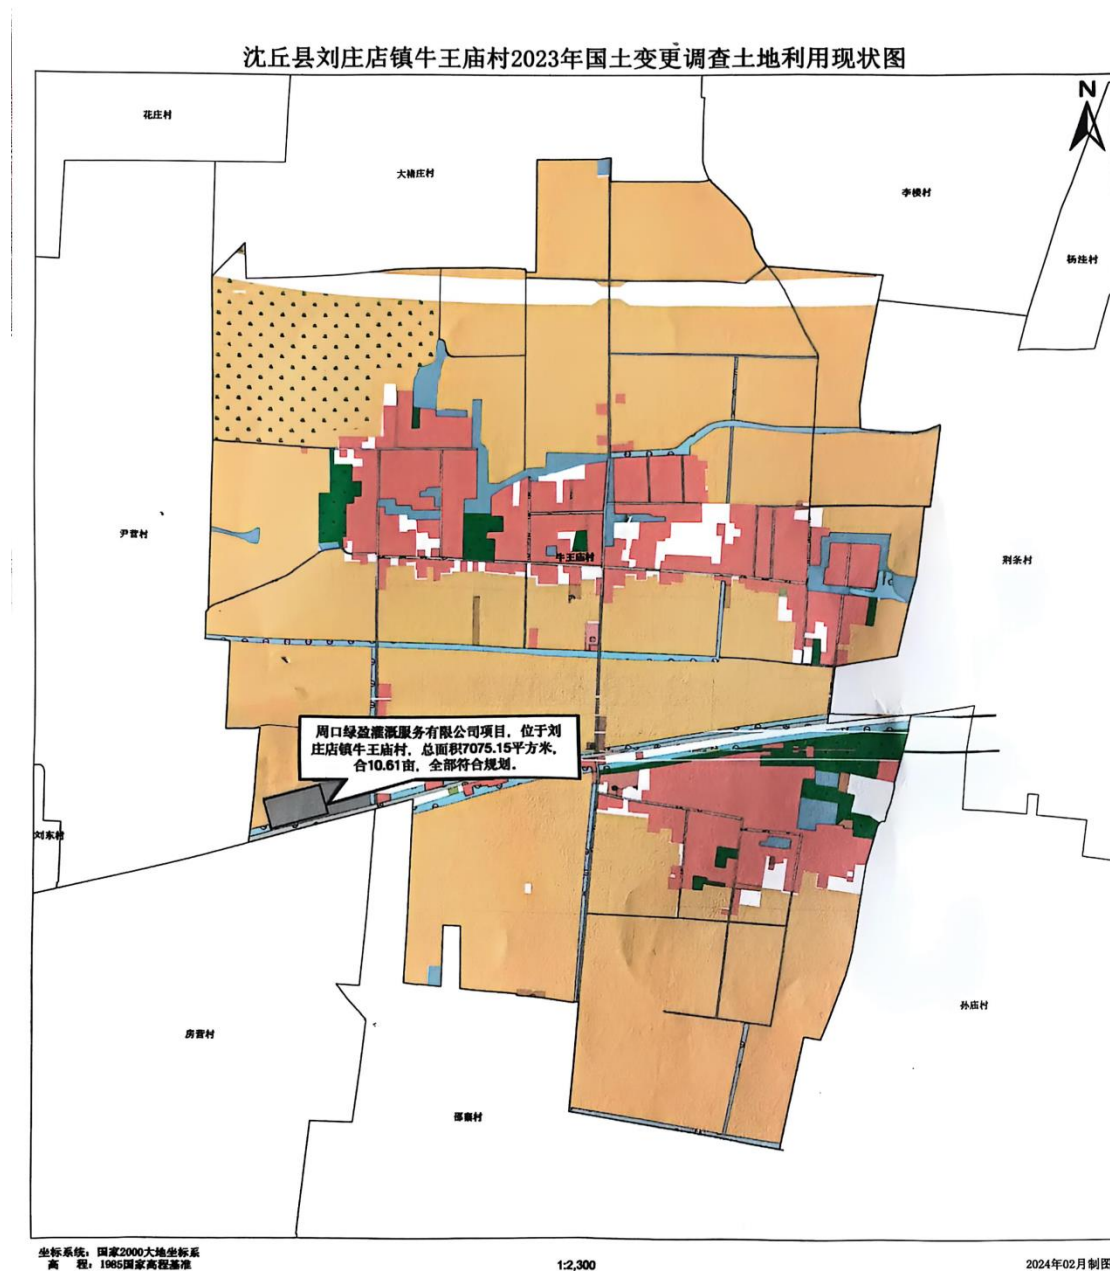 沈丘县刘庄店镇牛王庙村2023年国土变更调查土地利用现状图
N
花庄村
大褚庄村
李楼村
杨洼村
尹营村
牛王庙村
荆条村
周口绿盈灌溉服务有限公司项目，位于刘
庄店镇牛王庙村，总面积7075.15平方米，
合10.61亩，全部符合规划。
刘东村
孙庙村
房营村
坐标系统：国家2000大地坐标系
高 程：1985国家高程基准
1:2,300
2024年02月制图